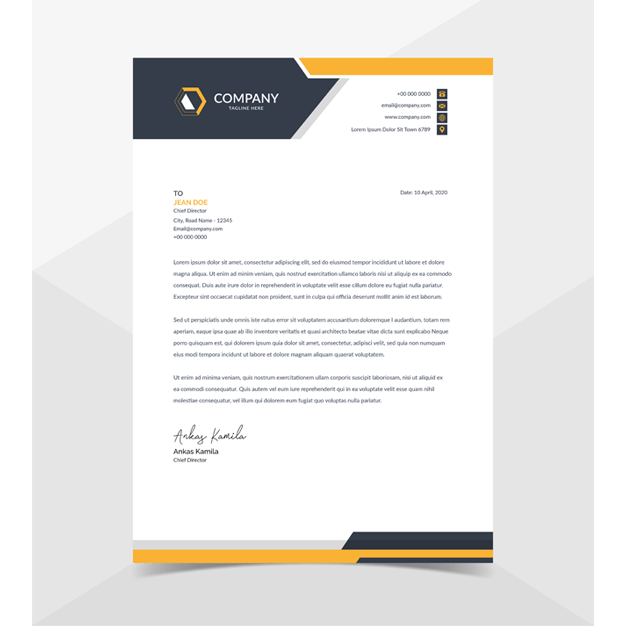 COMPANY
TAGLINE HERE
+00 000 0000
email@company.com
www.company.com
Lorem Ipsum Dolor Sit Town 6789
TO
JEAN DOE
Chief Director
City, Road Name - 12345
Email@company.com
+00 000 0000
Date: 10 April, 2020
Lorem ipsum dolor sit amet, consectetur adipiscing elit, sed eiusmod tempor incidunt ut labore et dolore
magna aliqua. Ut enim ad minim veniam, quis nostrud exercitation ullamco laboris nisi ut aliquip ex ea commodo
consequat. Duis aute irure reprehenderit in voluptate velit esse cillum dolore eu fugiat nulla pariatur.
Excepteur sint obcaecat cupiditat non proident, sunt in culpa qui officia deserunt mollit anim id est laborum.
Sed ut perspiciatis unde omnis iste natus error sit voluptates accusantium doloremque l audantium, totam rem
aperiam, eaque ipsa quae ab illo inventore veritatis et quasi architecto beatae vitae dicta sunt explicabo. Neque
porro quisquam est, qui dolorem ipsum quia dolor sit amet, consectetur, adipisci velit, sed quia non numquam
eius modi tempora incidunt ut labore et dolore magnam aliquam quaerat voluptatem.
Ut enim ad minima veniam, quis nostrum exercitationem ullam corporis suscipit laboriosam, nisi ut aliquid ex
ea commodi consequatur. Quis autem vel eum iure reprehenderit qui in ea voluptate velit esse quam nihil
molestiae consequatur, vel illum qui dolorem eum fugiat quo voluptas nulla pariatur.
Ankas Kamila
Ankas Kamila
Chief Director